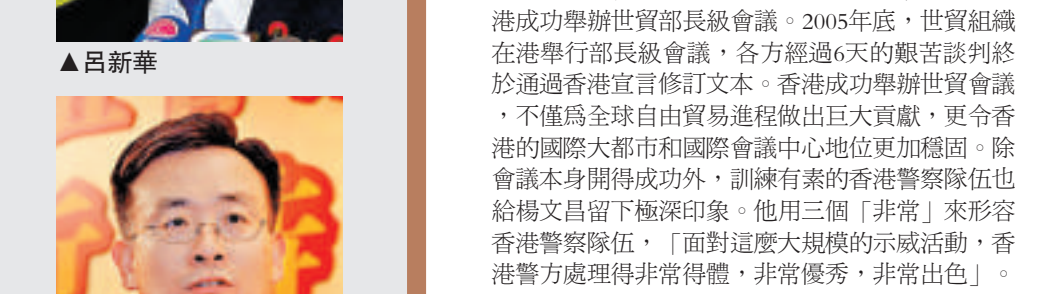 ▲呂新華
港成功舉辦世貿部長級會議。2005年底，世貿組織
在港舉行部長級會議，各方經過6天的艱苦談判終
於通過香港宣言修訂文本。香港成功舉辦世貿會議
，不僅爲全球自由貿易進程做出巨大貢獻，更令香
港的國際大都市和國際會議中心地位更加穩固。除
會議本身開得成功外，訓練有素的香港警察隊伍也
給楊文昌留下極深印象。他用三個「非常」來形容
香港警察隊伍，「面對這麼大規模的示威活動，香
港警方處理得非常得體，非常優秀，非常出色」。